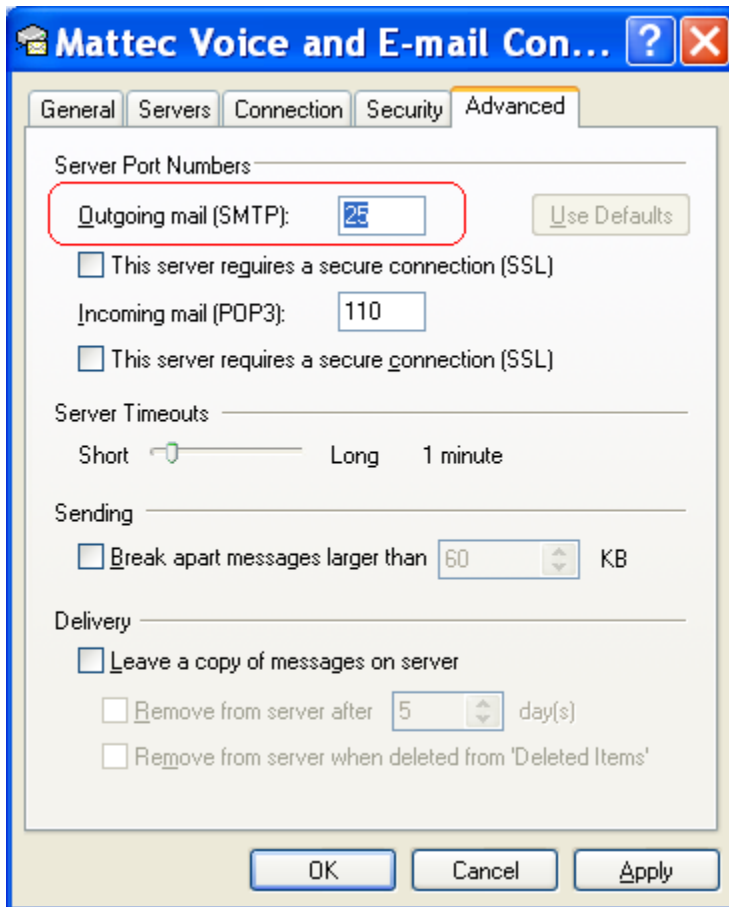 Mattec Voice and E-mail Con... ? X
General Servers Connection Security Advanced
Server Port Numbers
Outgoing mail (SMTP): 25 Use Defaults
This server requires a secure connection (SSL)
Incoming mail (POP3): 110
This server requires a secure connection (SSL)
Server Timeouts
Short Long 1 minute
Sending
Break apart messages larger than 60 KB
Delivery
Leave a copy of messages on server
Remove from server after 5 day(s)
Remove from server when deleted from 'Deleted Items'
OK Cancel Apply